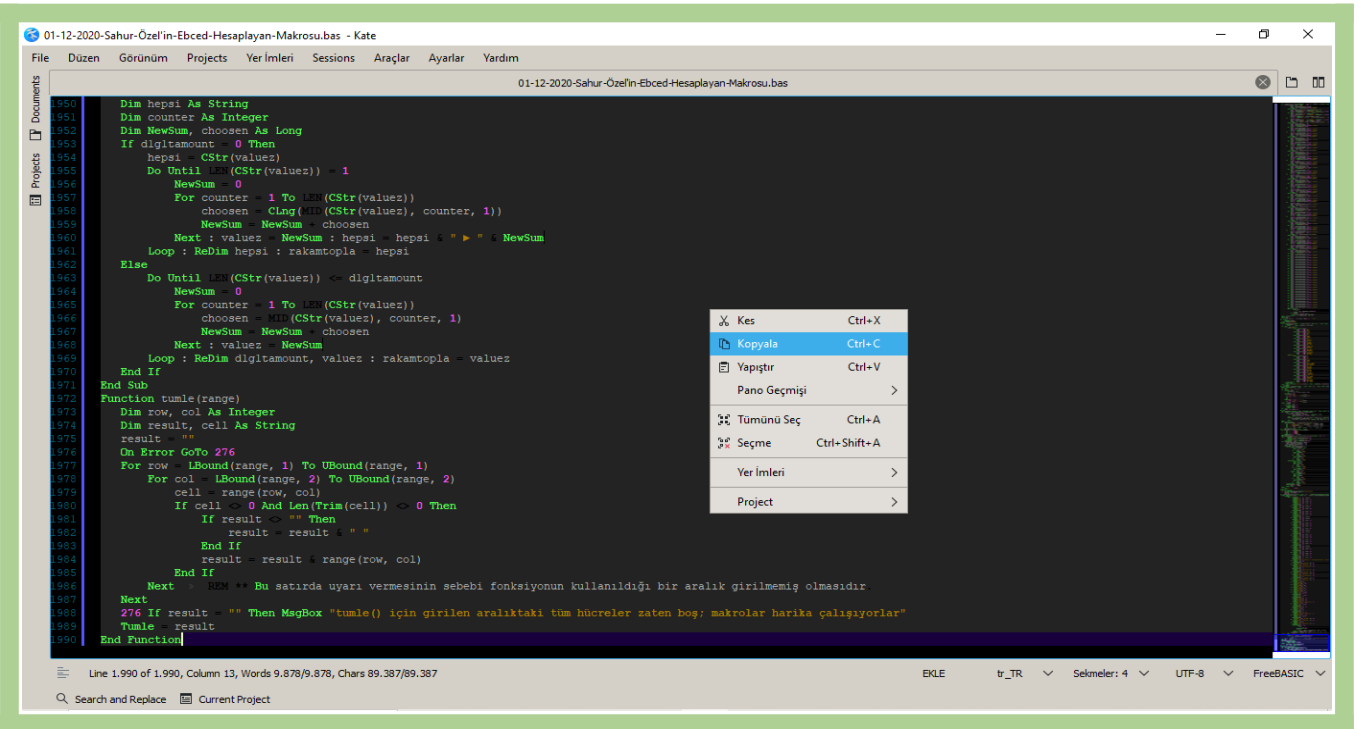 01-12-2020-Sahur-Özel'in-Ebced-Hesaplayan-Makrosu.bas - Kate
File Düzen Görünüm Projects Yer İmleri Sessions Araçlar Ayarlar Yardım
01-12-2020-Sahur-Özel'in-Ebced-Hesaplayan-Makrosu.bas
Documents
Projects
1950 Dim hepsi As String
1951 Dim counter As Integer
1952 Dim NewSum, choosen As Long
1953 If dlgltamount = 0 Then
1954 hepsi = CStr(valuez)
1955 Do Until LEN(CStr(valuez)) = 1
1956 NewSum = 0
1957 For counter = 1 To LEN(CStr(valuez))
1958 choosen = CLng(MID(CStr(valuez), counter, 1))
1959 NewSum = NewSum + choosen
1960 Next : valuez = NewSum : hepsi = hepsi & " ► " & NewSum
1961 Loop : ReDim hepsi : rakamtopla = hepsi
1962 Else
1963 Do Until LEN(CStr(valuez)) <= dlgltamount
1964 NewSum = 0
1965 For counter = 1 To LEN(CStr(valuez))
1966 choosen = MID(CStr(valuez), counter, 1)
1967 NewSum = NewSum + choosen
1968 Next : valuez = NewSum
1969 Loop : ReDim dlgltamount, valuez : rakamtopla = valuez
1970 End If
1971 End Sub
1972 Function tumle(range)
1973 Dim row, col As Integer
1974 Dim result, cell As String
1975 result = ""
1976 On Error GoTo 276
1977 For row = LBound(range, 1) To UBound(range, 1)
1978 For col = LBound(range, 2) To UBound(range, 2)
1979 cell = range(row, col)
1980 If cell <> 0 And Len(Trim(cell)) <> 0 Then
1981 If result <> "" Then
1982 result = result & " "
1983 End If
1984 result = result & range(row, col)
1985 End If
1986 Next > REM ** Bu satırda uyarı vermesinin sebebi fonksiyonun kullanıldığı bir aralık girilmemiş olmasıdır.
1987 Next
1988 276 If result = "" Then MsgBox "tumle() için girilen aralıktaki tüm hücreler zaten boş; makrolar harika çalışıyorlar"
1989 Tumle = result
1990 End Function
Kes Ctrl+X
Kopyala Ctrl+C
Yapıştır Ctrl+V
Pano Geçmişi
Tümünü Seç Ctrl+A
Seçme Ctrl+Shift+A
Yer İmleri
Project
Line 1.990 of 1.990, Column 13, Words 9.878/9.878, Chars 89.387/89.387 EKLE tr_TR Sekmeler: 4 UTF-8 FreeBASIC
Search and Replace Current Project